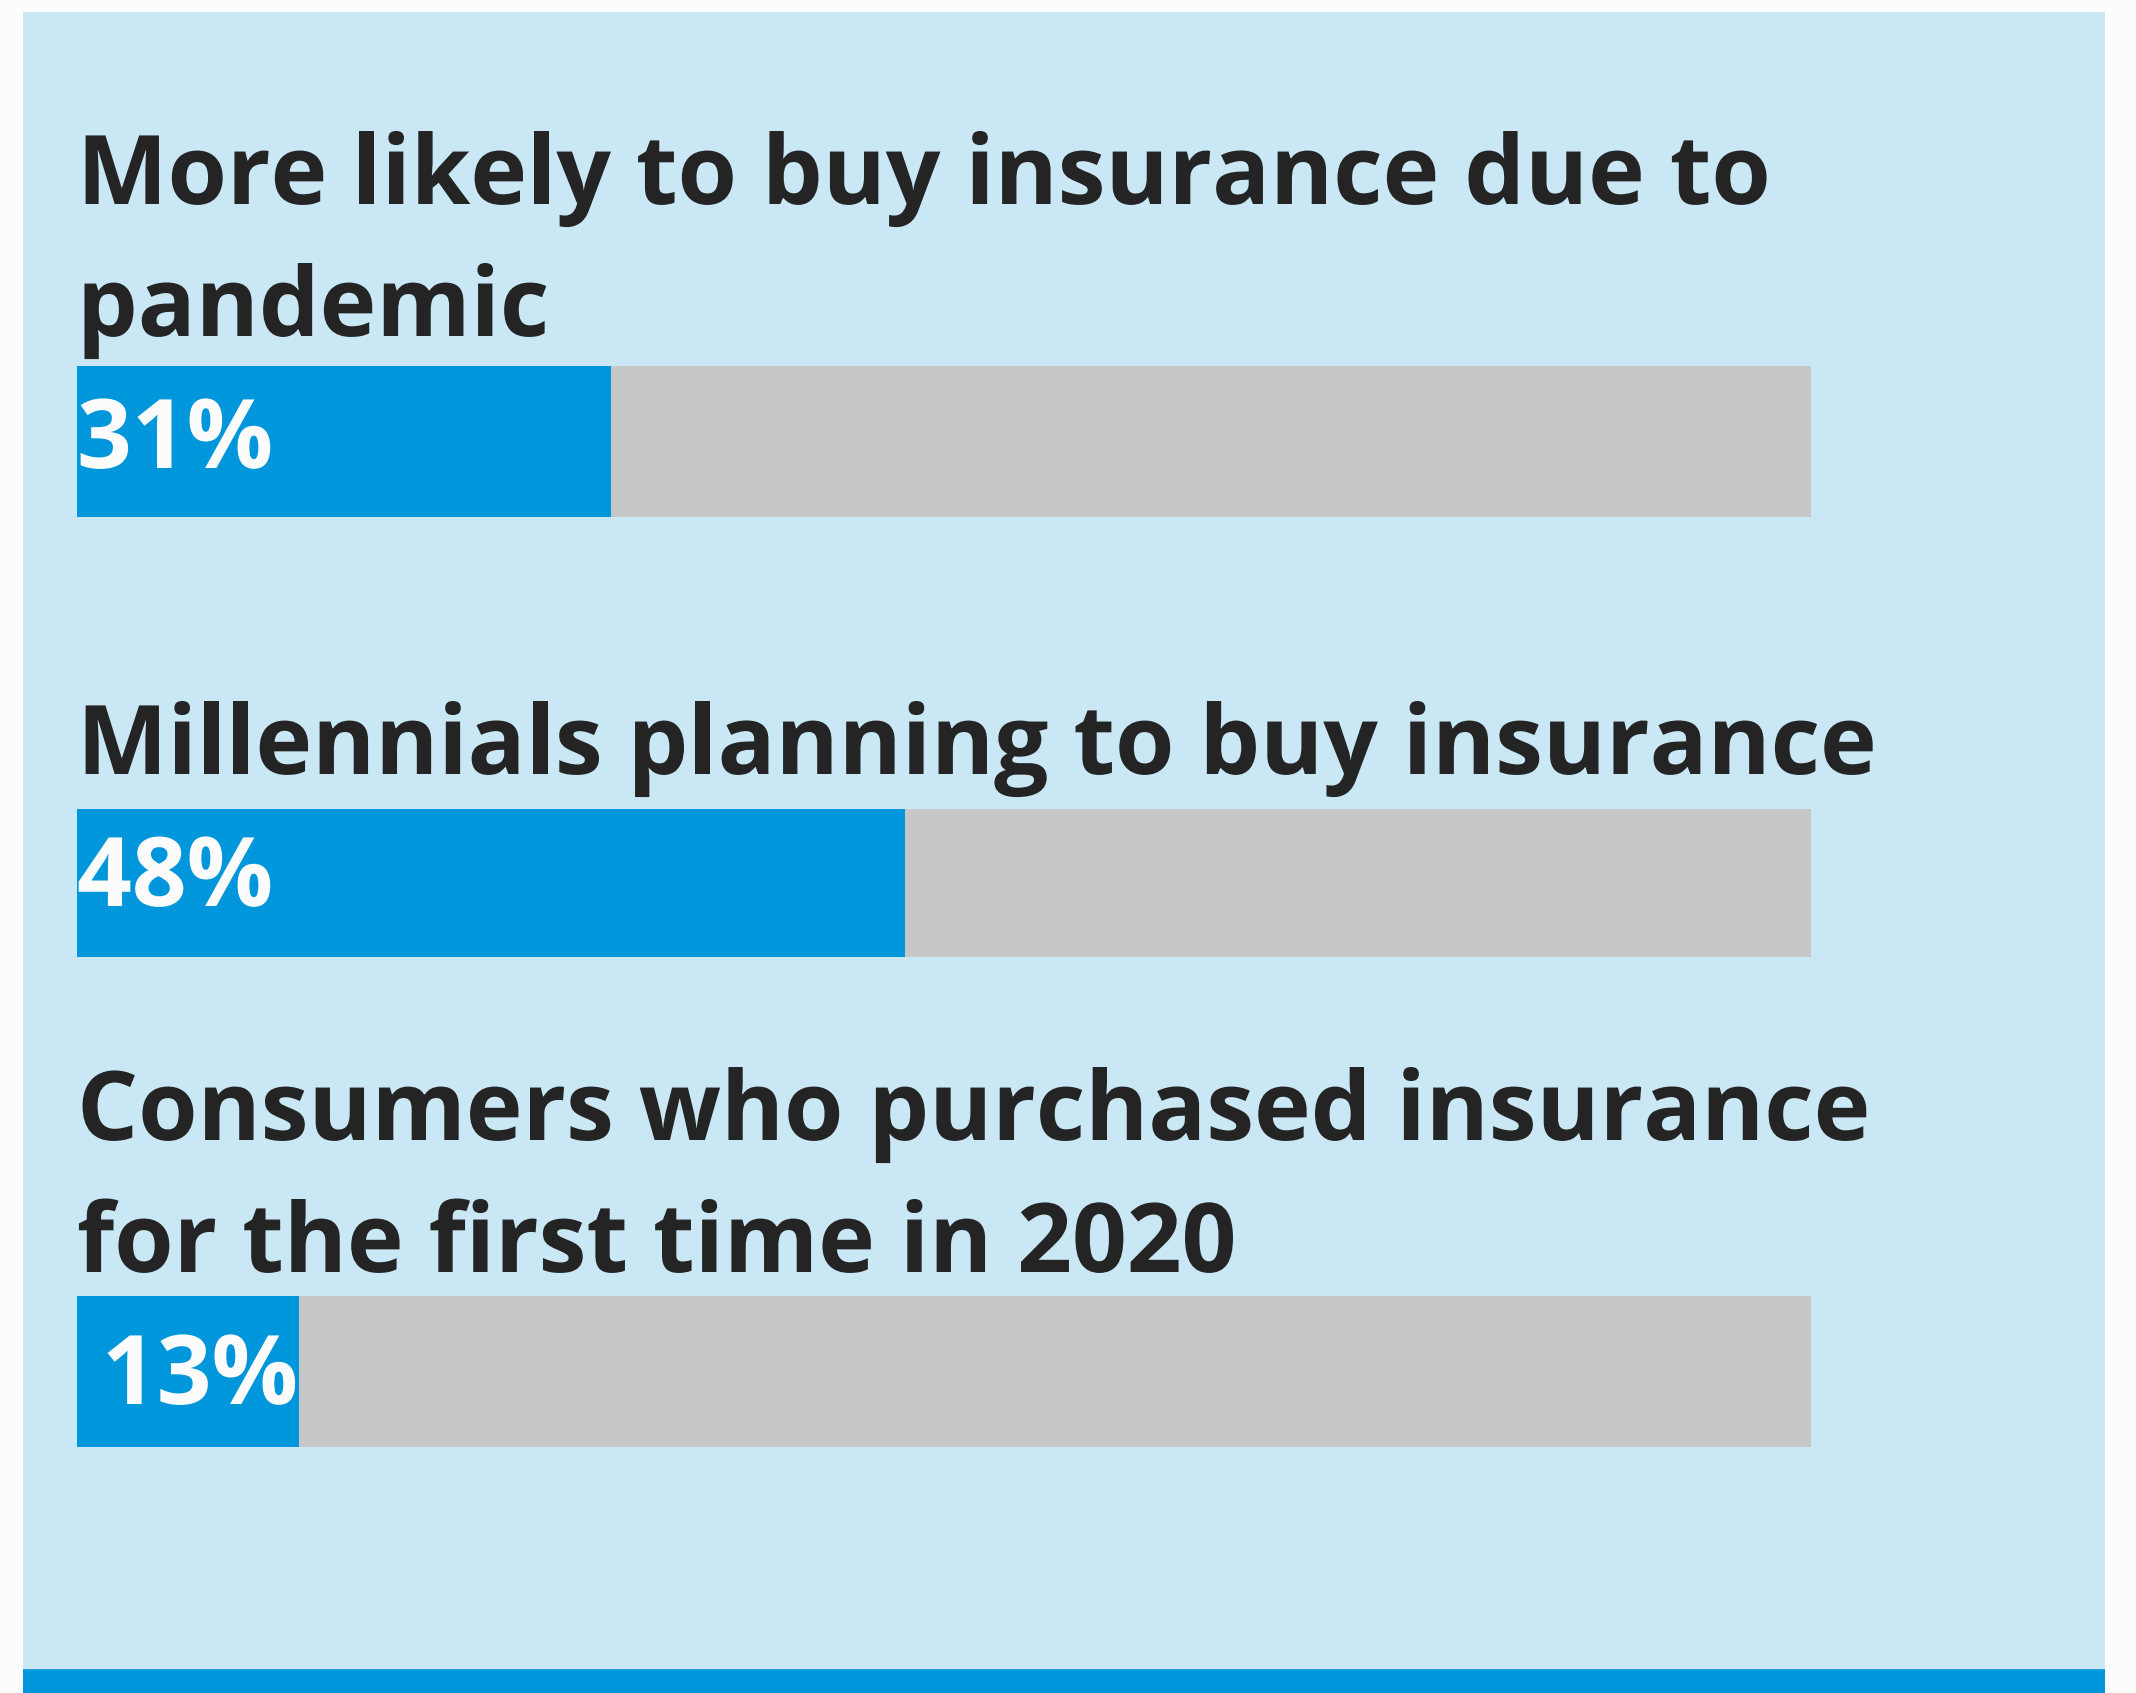 More likely to buy insurance due to
pandemic
31%
Millennials planning to buy insurance
48%
Consumers who purchased insurance
for the first time in 2020
13%